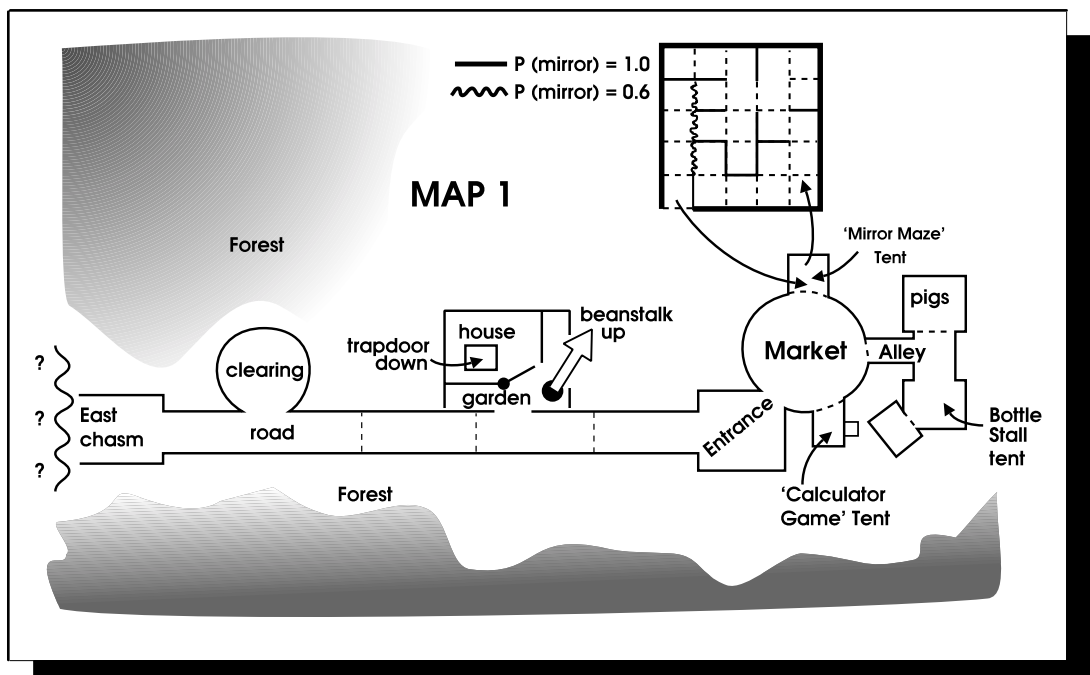 P (mirror) = 1.0
P (mirror) = 0.6
MAP 1
Forest
'Mirror Maze'
Tent
pigs
beanstalk
up
house
trapdoor
down
garden
Market
Alley
?
?
?
clearing
East
chasm
road
Entrance
Bottle
Stall
tent
Forest
'Calculator
Game' Tent